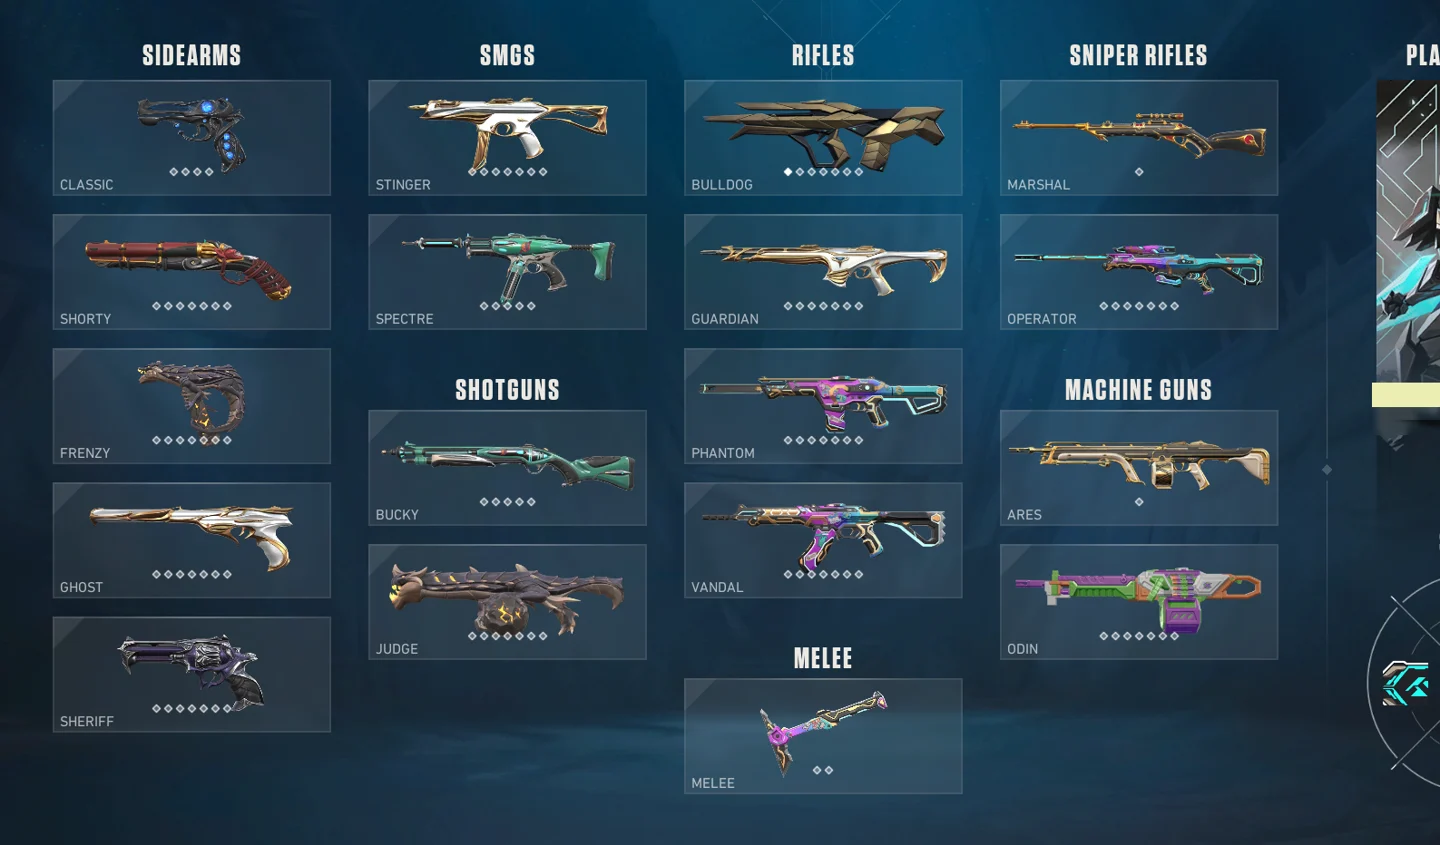 SIDEARMS
CLASSIC
SHORTY
FRENZY
GHOST
SHERIFF
SMGS
STINGER
SPECTRE
SHOTGUNS
BUCKY
JUDGE
RIFLES
BULLDOG
GUARDIAN
PHANTOM
VANDAL
MELEE
MELEE
SNIPER RIFLES
MARSHAL
OPERATOR
MACHINE GUNS
ARES
ODIN
PLA